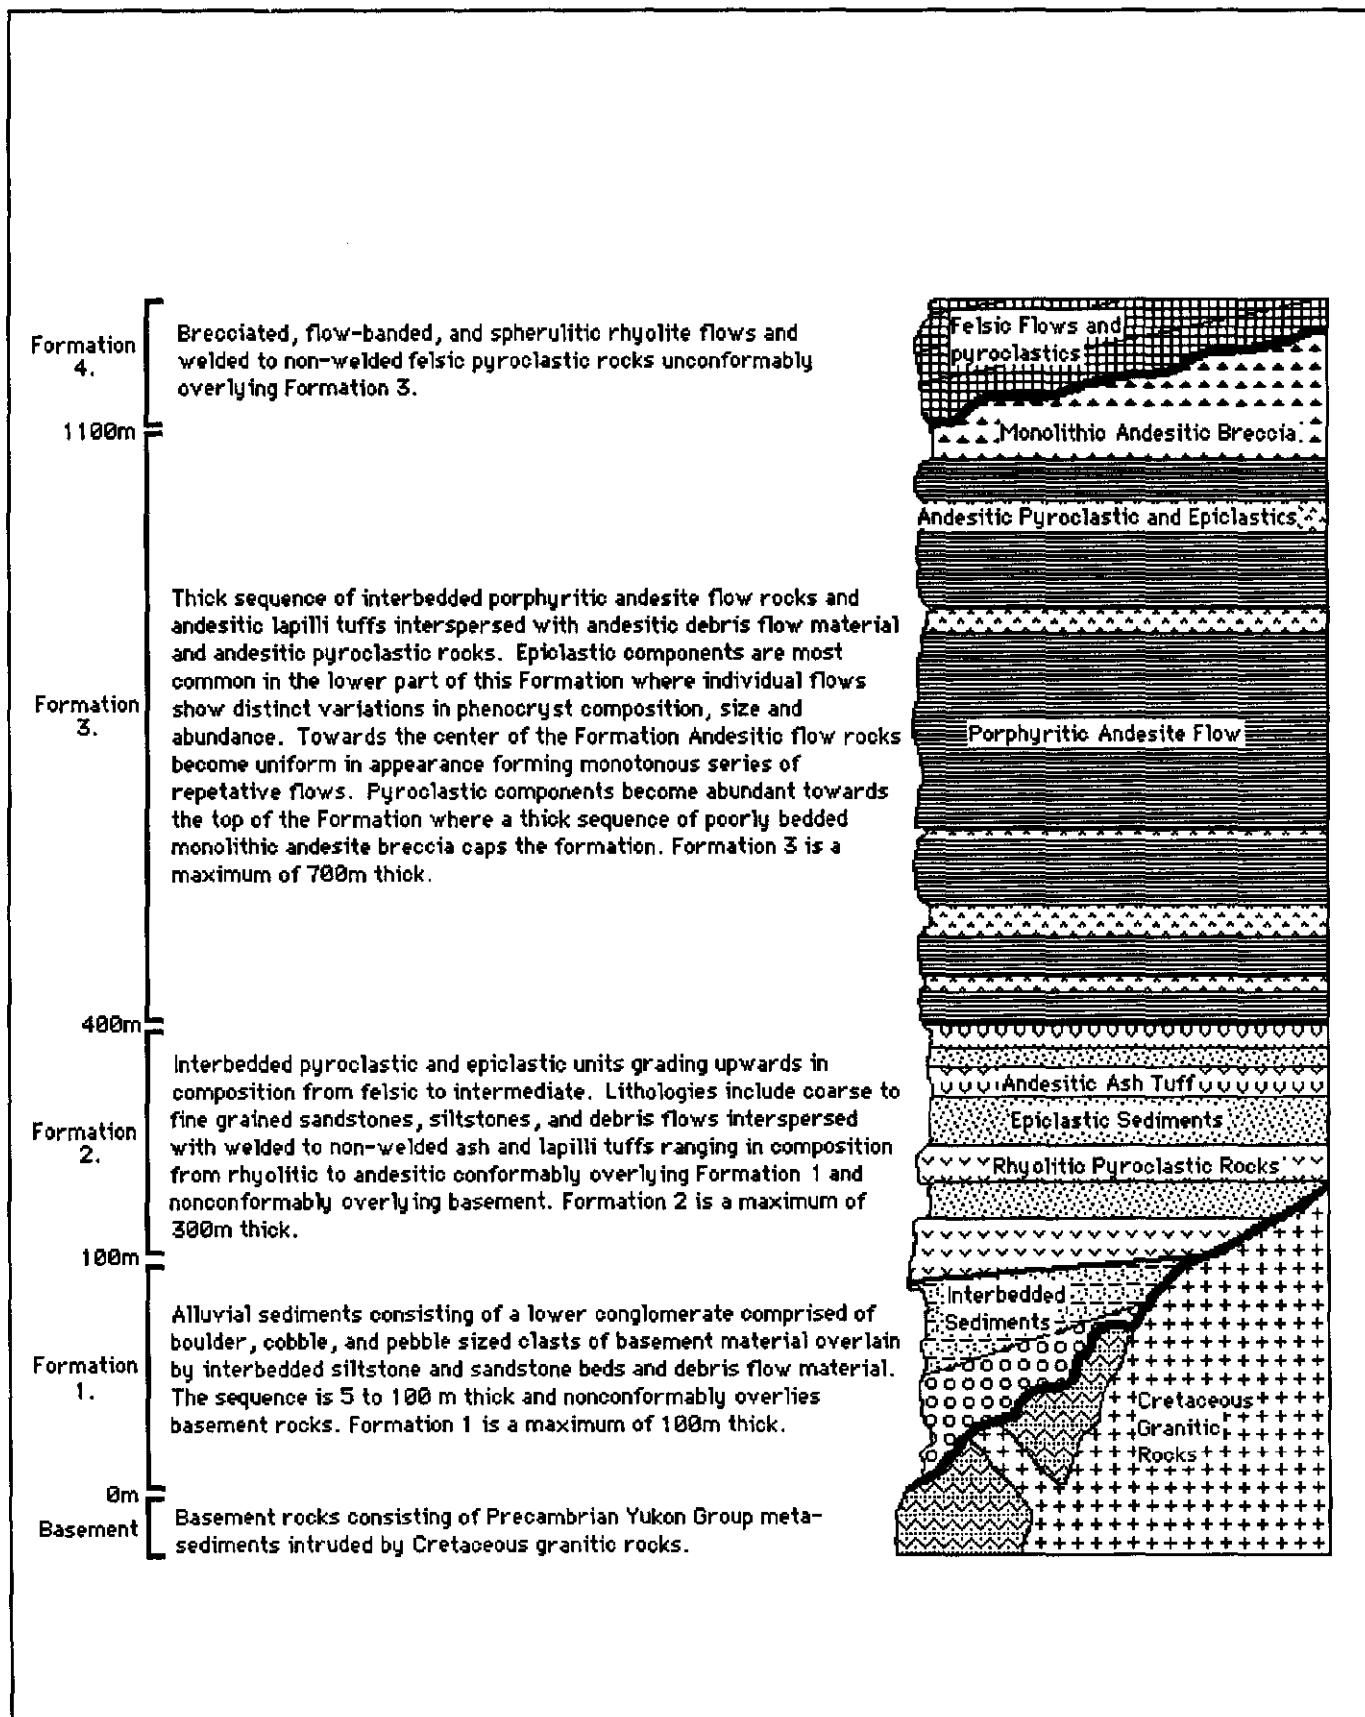 Formation
4.
Brecciated, flow-banded, and spherulitic rhyolite flows and
welded to non-welded felsic pyroclastic rocks unconformably
overlying Formation 3.
1100m
Formation
3.
Thick sequence of interbedded porphyritic andesite flow rocks and
andesitic lapilli tuffs interspersed with andesitic debris flow material
and andesitic pyroclastic rocks. Epiclastic components are most
common in the lower part of this Formation where individual flows
show distinct variations in phenocryst composition, size and
abundance. Towards the center of the Formation Andesitic flow rocks
become uniform in appearance forming monotonous series of
repetative flows. Pyroclastic components become abundant towards
the top of the Formation where a thick sequence of poorly bedded
monolithic andesite breccia caps the formation. Formation 3 is a
maximum of 700m thick.
400m
Formation
2.
Interbedded pyroclastic and epiclastic units grading upwards in
composition from felsic to intermediate. Lithologies include coarse to
fine grained sandstones, siltstones, and debris flows interspersed
with welded to non-welded ash and lapilli tuffs ranging in composition
from rhyolitic to andesitic conformably overlying Formation 1 and
nonconformably overlying basement. Formation 2 is a maximum of
300m thick.
100m
Formation
1.
Alluvial sediments consisting of a lower conglomerate comprised of
boulder, cobble, and pebble sized clasts of basement material overlain
by interbedded siltstone and sandstone beds and debris flow material.
The sequence is 5 to 100 m thick and nonconformably overlies
basement rocks. Formation 1 is a maximum of 100m thick.
0m
Basement
Basement rocks consisting of Precambrian Yukon Group meta-
sediments intruded by Cretaceous granitic rocks.
Felsic Flows and
pyroclastics
Monolithic Andesitic Breccia
Andesitic Pyroclastic and Epiclastics
Porphyritic Andesite Flow
Andesitic Ash Tuff
Epiclastic Sediments
Rhyolitic Pyroclastic Rocks
Interbedded
Sediments
Cretaceous
Granitic
Rocks